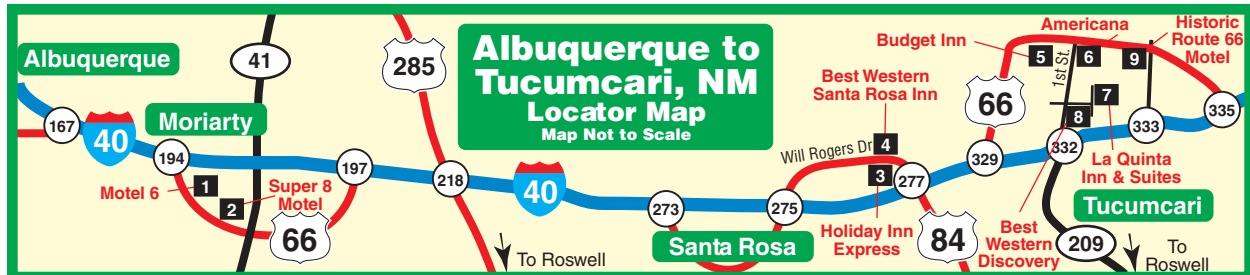 Albuquerque to
Tucumcari, NM
Locator Map
Map Not to Scale
Albuquerque
167
40
Moriarty
194
Motel 6
1
2
Super 8
Motel
66
41
197
285
218
To Roswell
40
273
Santa Rosa
275
Will Rogers Dr
Best Western
Santa Rosa Inn
4
3
Holiday Inn
Express
277
84
329
66
Budget Inn
5
1st St.
Americana
6
9
Historic
Route 66
Motel
7
8
332
333
335
La Quinta
Inn & Suites
Best
Western
Discovery
Tucumcari
209
To
Roswell